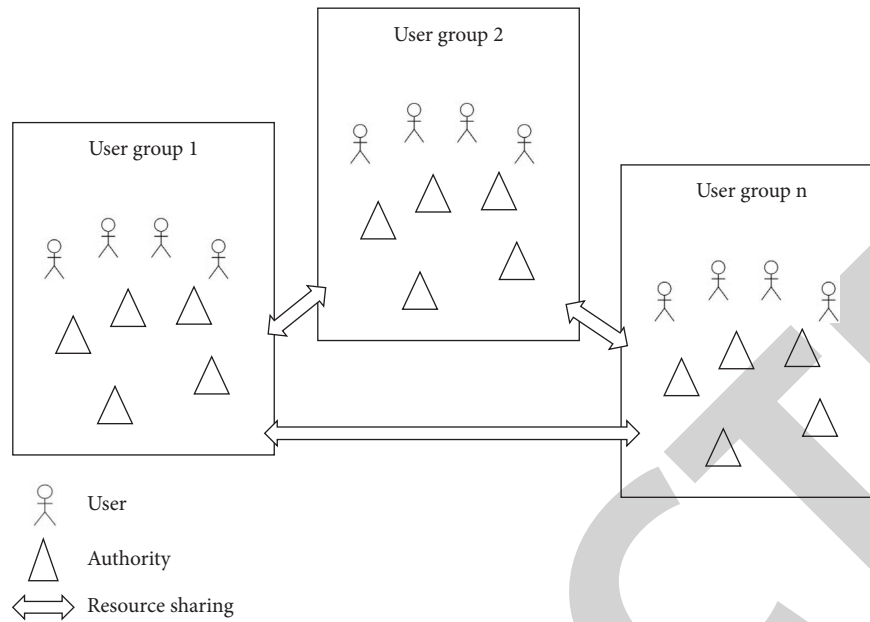 User group 2
User group 1
User group n
User
Authority
Resource sharing